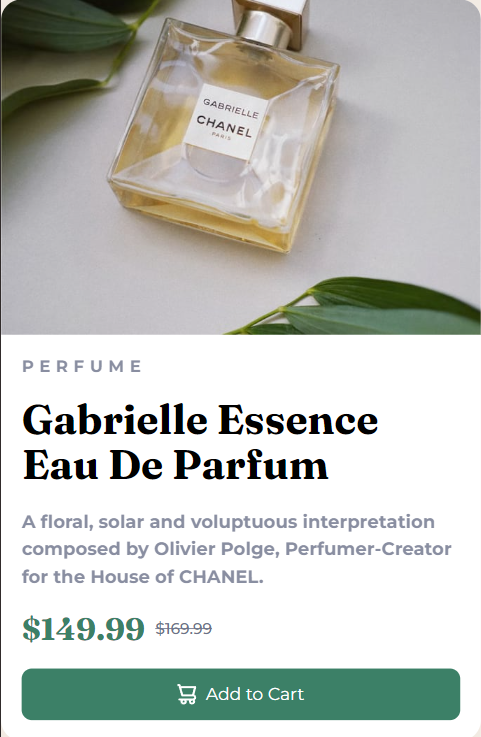 GABRIELLE
CHANEL
PARIS
PERFUME
Gabrielle Essence
Eau De Parfum
A floral, solar and voluptuous interpretation
composed by Olivier Polge, Perfumer-Creator
for the House of CHANEL.
$149.99 $169.99
Add to Cart